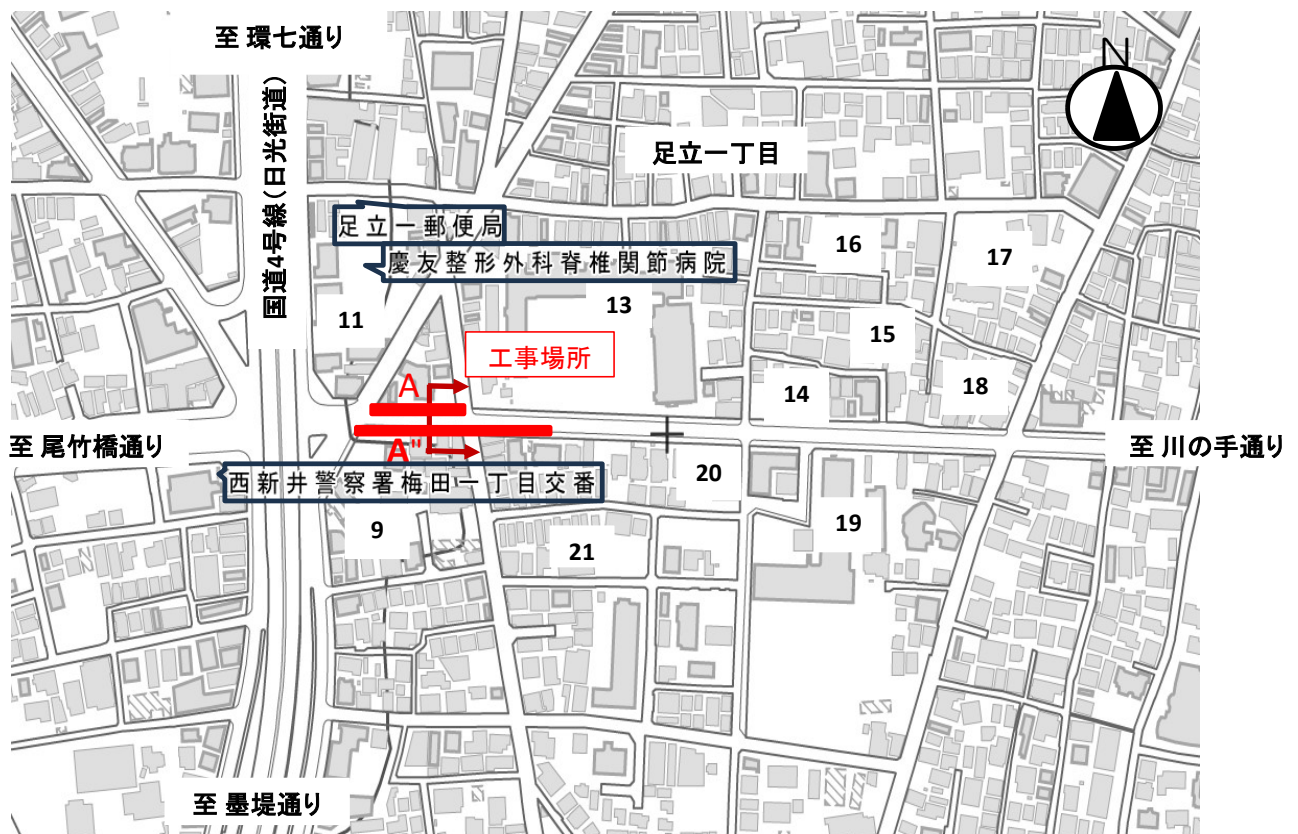 至 環七通り
N
国道4号線(日光街道)
足立一丁目
足立一郵便局
慶友整形外科脊椎関節病院
16
17
13
11
15
工事場所
18
A
14
至 尾竹橋通り
A"
至 川の手通り
20
西新井警察署梅田一丁目交番
19
9
21
至 墨堤通り